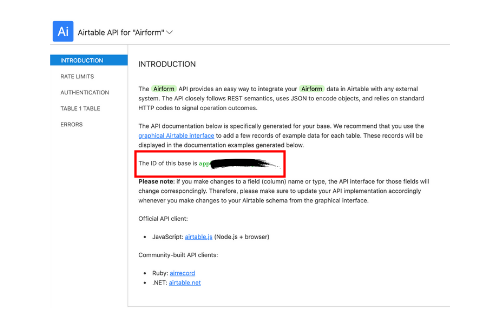 Ai Airtable API for "Airform"
INTRODUCTION
RATE LIMITS
AUTHENTICATION
TABLE 1 TABLE
ERRORS
INTRODUCTION
The Airform API provides an easy way to integrate your Airform data in Airtable with any external
system. The API closely follows REST semantics, uses JSON to encode objects, and relies on standard
HTTP codes to signal operation outcomes.
The API documentation below is specifically generated for your base. We recommend that you use the
graphical Airtable interface to add a few records of example data for each table. These records will be
displayed in the documentation examples generated below.
The ID of this base is app
Please note: If you make changes to a field (column) name or type, the API interface for those fields will
change correspondingly. Therefore, please make sure to update your API implementation accordingly
whenever you make changes to your Airtable schema from the graphical interface.
Official API client:
• JavaScript: airtable.js (Node.js + browser)
Community-built API clients:
• Ruby: airrecord
• .NET: airtable.net